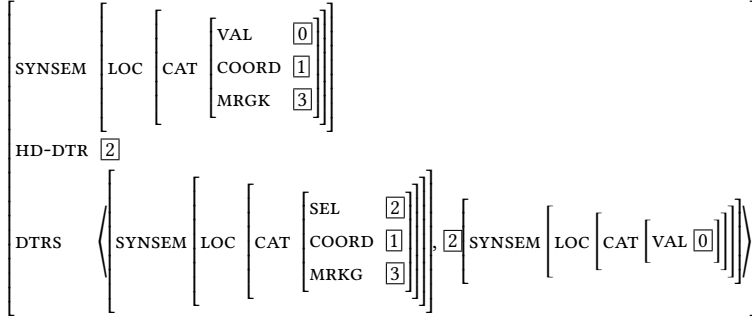 VAL 0
SYNSEM LOC CAT COORD 1
MRGK 3
HD-DTR 2
SEL 2
DTRS ⟨ SYNSEM LOC CAT COORD 1 , 2 SYNSEM LOC CAT VAL 0 ⟩
MRKG 3